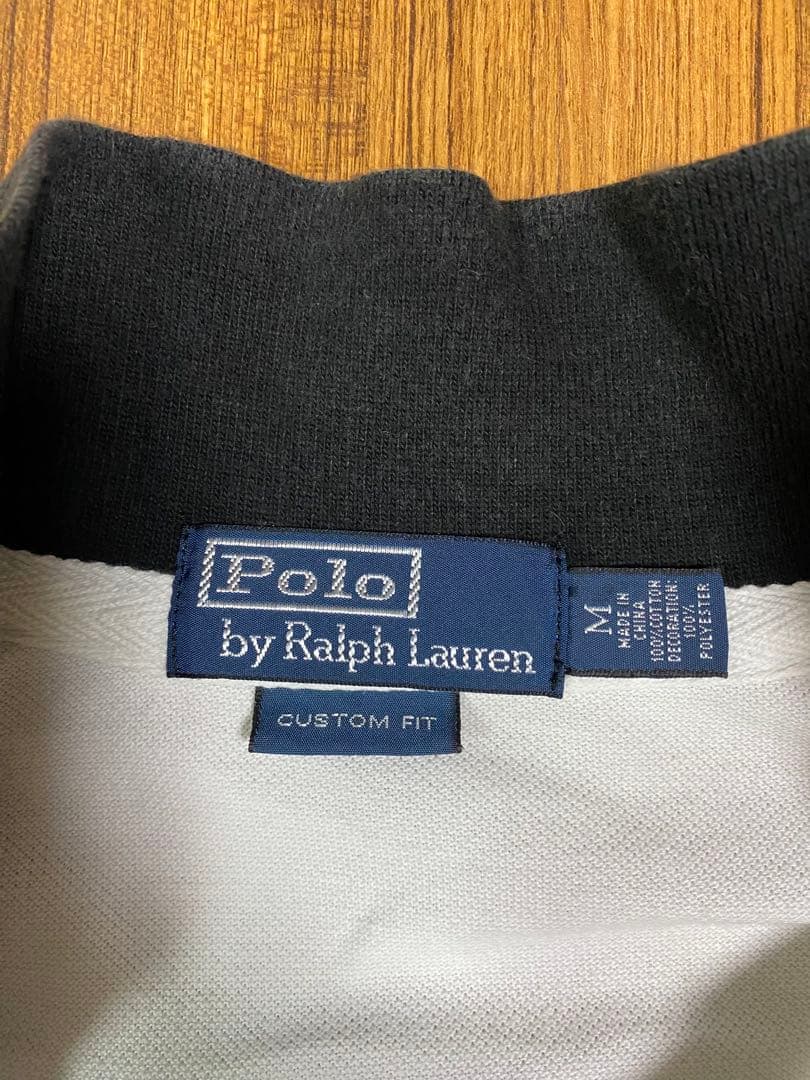 Polo
by Ralph Lauren
M
MADE IN
CHINA
100%COTTON
DECORATION:
100%
POLYESTER
CUSTOM FIT